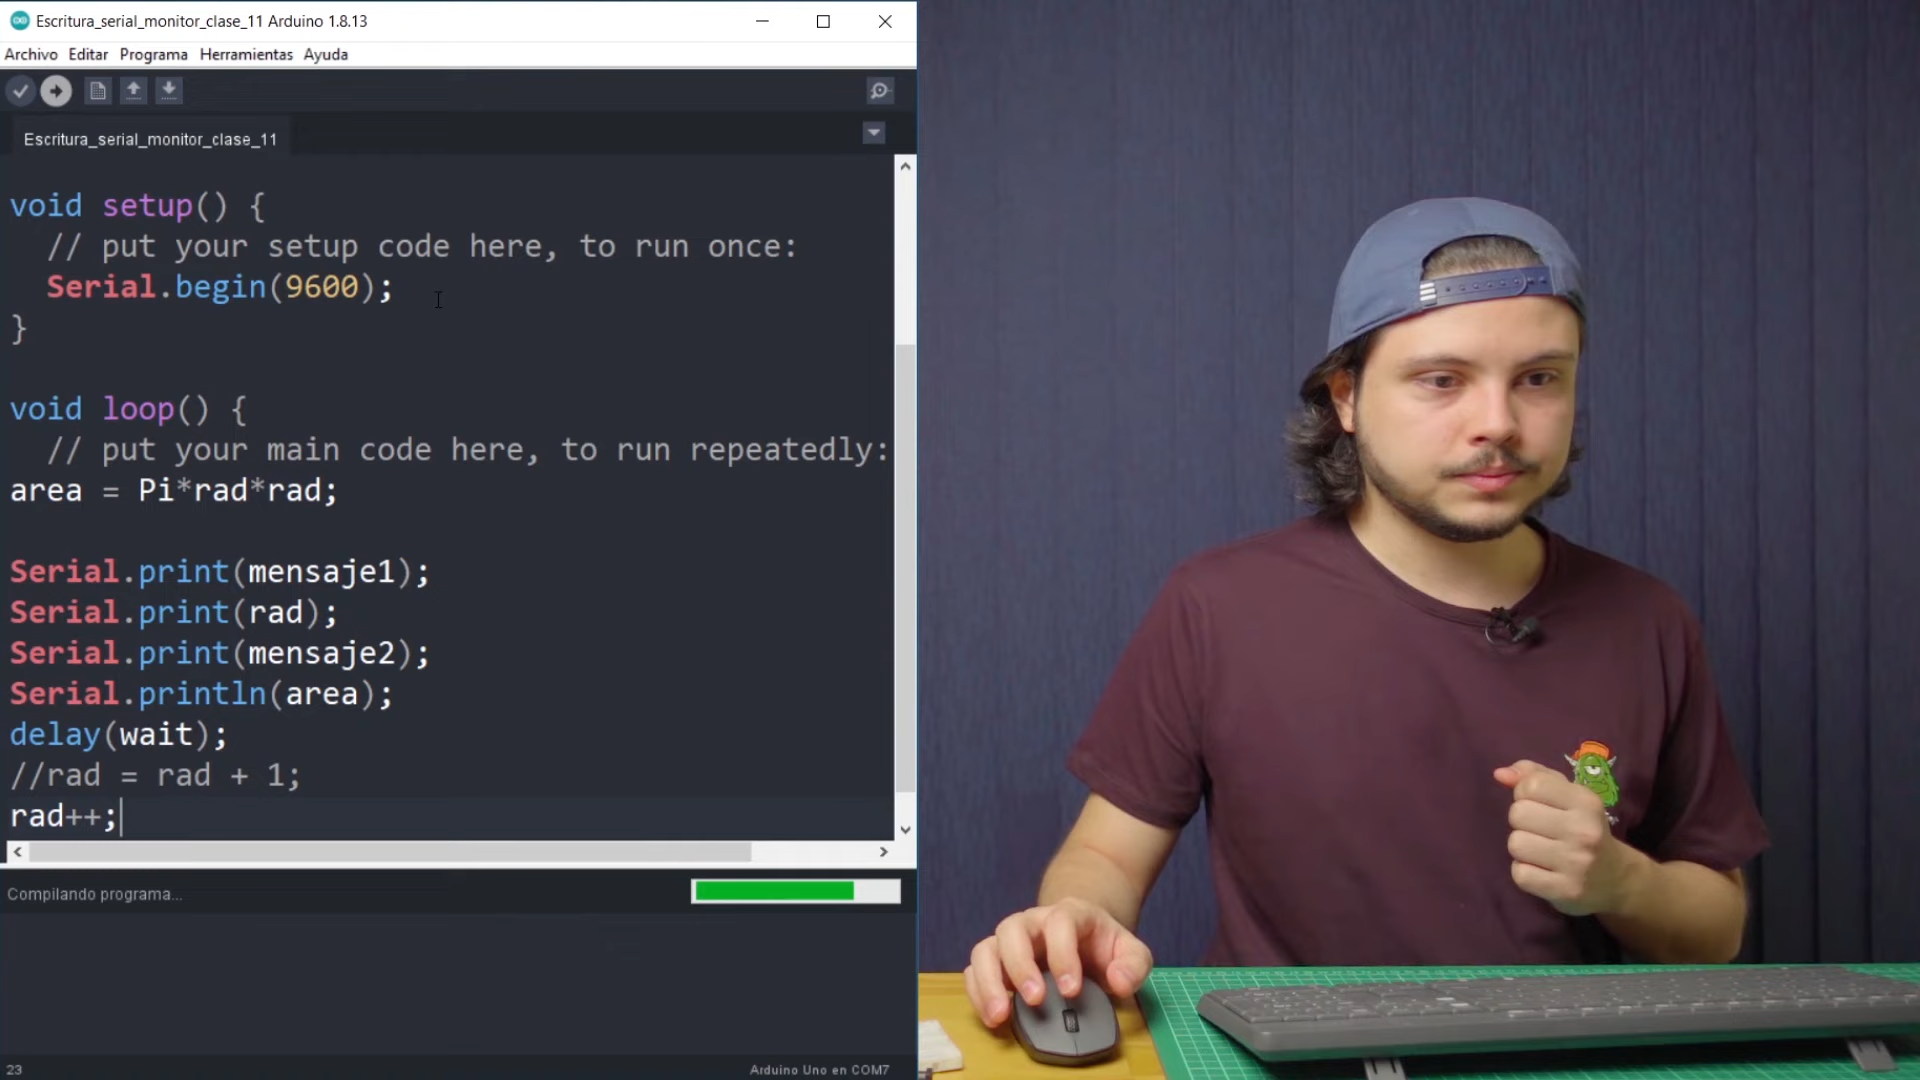 Escritura_serial_monitor_clase_11 Arduino 1.8.13
Archivo Editar Programa Herramientas Ayuda
Escritura_serial_monitor_clase_11
void setup() {
// put your setup code here, to run once:
Serial.begin(9600);
}
void loop() {
// put your main code here, to run repeatedly:
area = Pi*rad*rad;
Serial.print(mensaje1);
Serial.print(rad);
Serial.print(mensaje2);
Serial.println(area);
delay(wait);
//rad = rad + 1;
rad++;
Compilando programa...
23
Arduino Uno en COM7